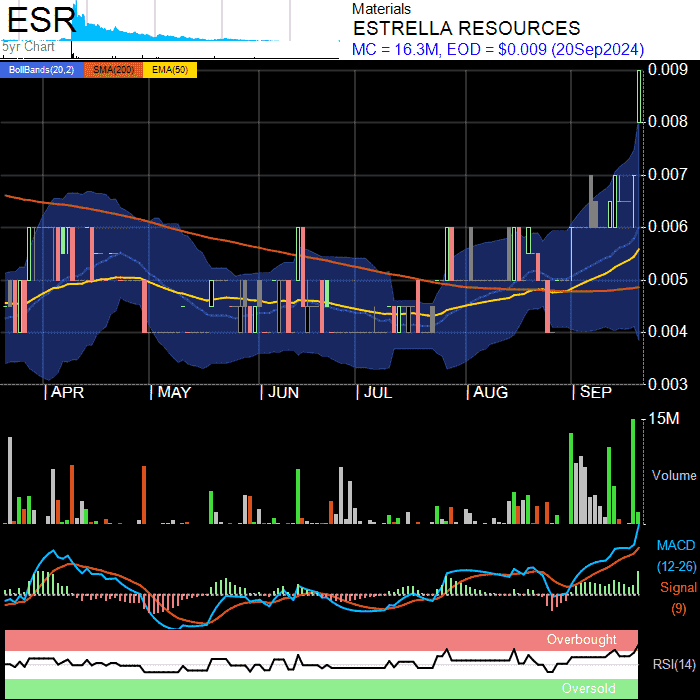 ESR
5yr Chart
Materials
ESTRELLA RESOURCES
MC = 16.3M, EOD = $0.009 (20Sep2024)
BollBands(20,2) SMA(200) EMA(50)
0.009
0.008
0.007
0.006
0.005
0.004
0.003
APR MAY JUN JUL AUG SEP
15M
Volume
MACD
(12-26)
Signal
(9)
Overbought
RSI(14)
Oversold